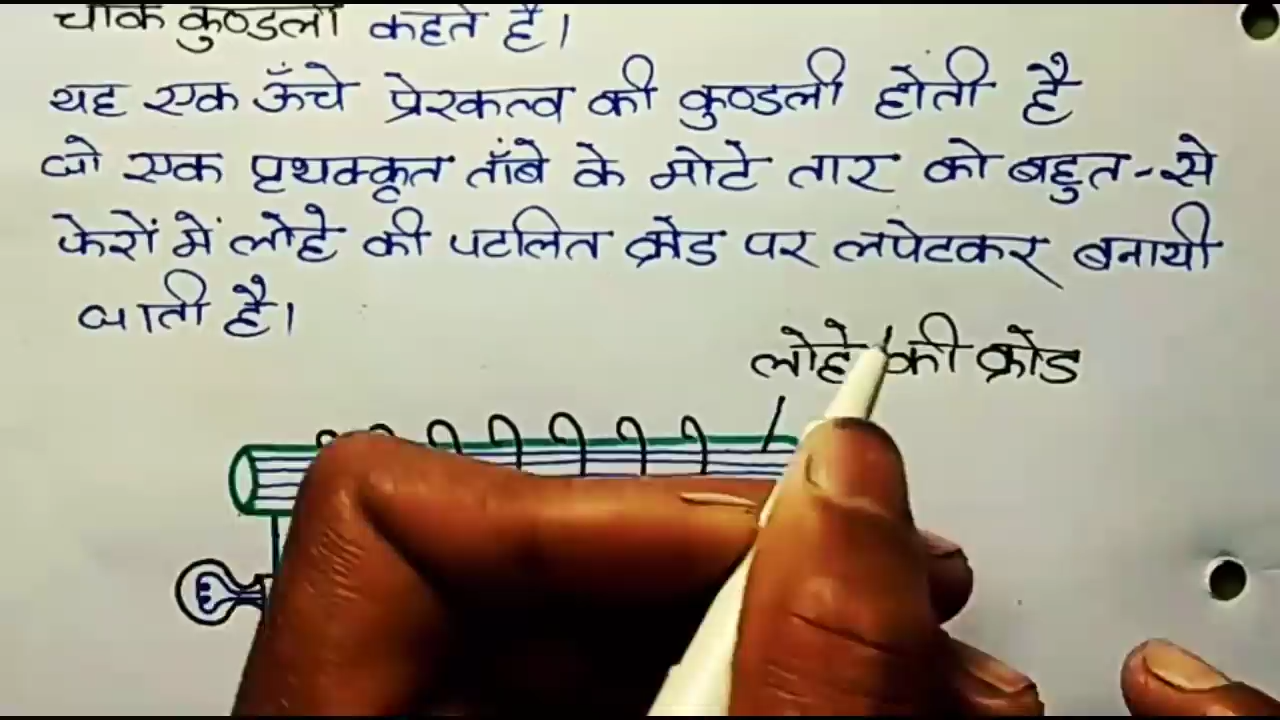 चोक कुण्डली कहते है।
यह एक ऊँचे प्रेरकत्व की कुण्डली होती है
जो एक पृथक्कृत ताँबे के मोटे तार को बहुत-से
फेरों में लोहे की पटलित क्रोड पर लपेटकर बनायी
जाती है।
लोहे की क्रोड